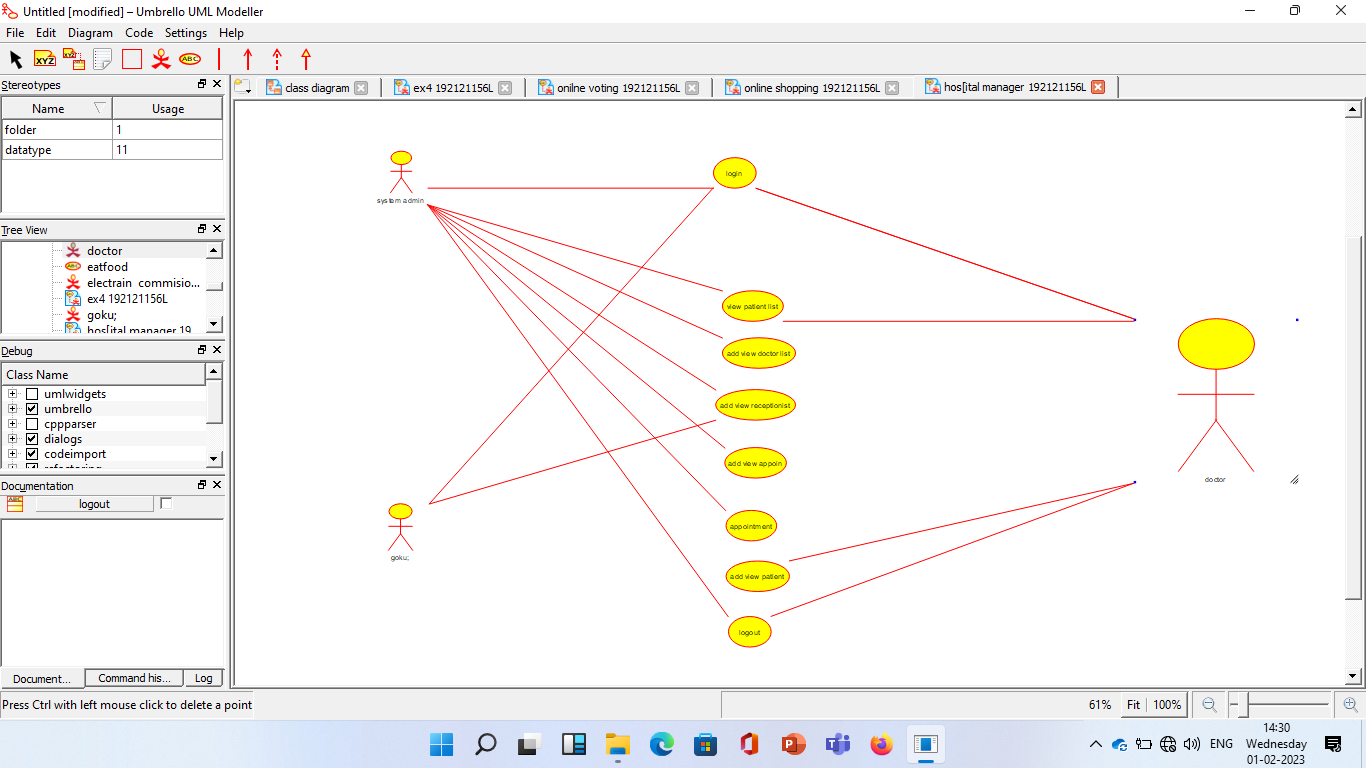 Untitled [modified] – Umbrello UML Modeller
File Edit Diagram Code Settings Help
XYZ XYZ ABC
Stereotypes
Name Usage
folder 1
datatype 11
Tree View
doctor
eatfood
electrain commisio...
ex4 192121156L
goku;
hos[ital manager 19
Debug
Class Name
umlwidgets
umbrello
cppparser
dialogs
codeimport
refactoring
Documentation
ABC logout
Document... Command his... Log
class diagram ex4 192121156L onilne voting 192121156L online shopping 192121156L hos[ital manager 192121156L
system admin
login
view patient list
add view doctor list
add view receptionist
add view appoin
appointment
add view patient
logout
goku;
doctor
Press Ctrl with left mouse click to delete a point
61% Fit 100%
ENG
14:30
Wednesday
01-02-2023